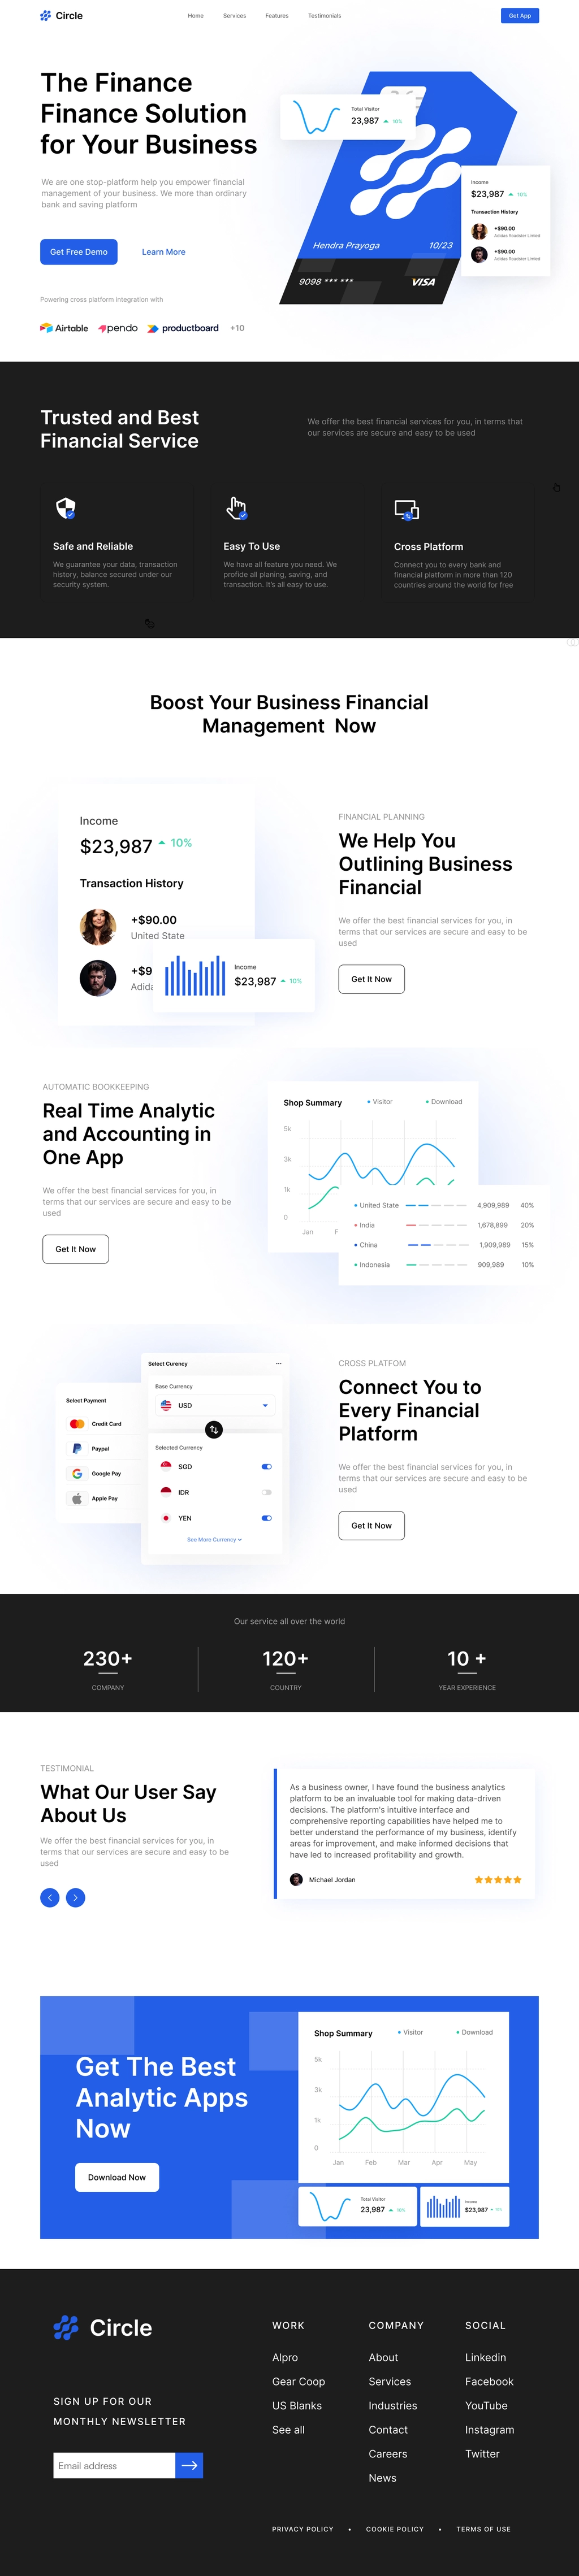 Circle
Home
Services
Features
Testimonials
Get App
The Finance
Finance Solution
for Your Business
We are one stop-platform help you empower financial
management of your business. We more than ordinary
bank and saving platform
Get Free Demo
Learn More
Powering cross platform integration with
Airtable
pendo
productboard
+10
Total Visitor
23,987
10%
Hendra Prayoga
10/23
9098 *** ***
VISA
Income
$23,987
10%
Transaction History
+$90.00
Adidas Roadster Limied
+$90.00
Adidas Roadster Limied
Trusted and Best
Financial Service
We offer the best financial services for you, in terms that
our services are secure and easy to be used
Safe and Reliable
We guarantee your data, transaction
history, balance secured under our
security system.
Easy To Use
We have all feature you need. We
profide all planing, saving, and
transaction. It's all easy to use.
Cross Platform
Connect you to every bank and
financial platform in more than 120
countries around the world for free
Boost Your Business Financial
Management Now
Income
$23,987
10%
Transaction History
+$90.00
United State
+$9
Adida
Income
$23,987
10%
FINANCIAL PLANNING
We Help You
Outlining Business
Financial
We offer the best financial services for you, in
terms that our services are secure and easy to be
used
Get It Now
AUTOMATIC BOOKKEEPING
Real Time Analytic
and Accounting in
One App
We offer the best financial services for you, in
terms that our services are secure and easy to be
used
Get It Now
Shop Summary
Visitor
Download
5k
3k
1k
0
Jan
F
United State 4,909,989 40%
India 1,678,899 20%
China 1,909,989 15%
Indonesia 909,989 10%
Select Payment
Credit Card
Paypal
Google Pay
Apple Pay
Select Curency
Base Currency
USD
Selected Currency
SGD
IDR
YEN
See More Currency
CROSS PLATFOM
Connect You to
Every Financial
Platform
We offer the best financial services for you, in
terms that our services are secure and easy to be
used
Get It Now
Our service all over the world
230+
COMPANY
120+
COUNTRY
10 +
YEAR EXPERIENCE
TESTIMONIAL
What Our User Say
About Us
We offer the best financial services for you, in
terms that our services are secure and easy to be
used
As a business owner, I have found the business analytics
platform to be an invaluable tool for making data-driven
decisions. The platform's intuitive interface and
comprehensive reporting capabilities have helped me to
better understand the performance of my business, identify
areas for improvement, and make informed decisions that
have led to increased profitability and growth.
Michael Jordan
Get The Best
Analytic Apps
Now
Download Now
Shop Summary
Visitor
Download
5k
3k
1k
0
Jan
Feb
Mar
Apr
May
Total Visitor
23,987
10%
Income
$23,987
10%
Circle
SIGN UP FOR OUR
MONTHLY NEWSLETTER
Email address
WORK
Alpro
Gear Coop
US Blanks
See all
COMPANY
About
Services
Industries
Contact
Careers
News
SOCIAL
Linkedin
Facebook
YouTube
Instagram
Twitter
PRIVACY POLICY • COOKIE POLICY • TERMS OF USE